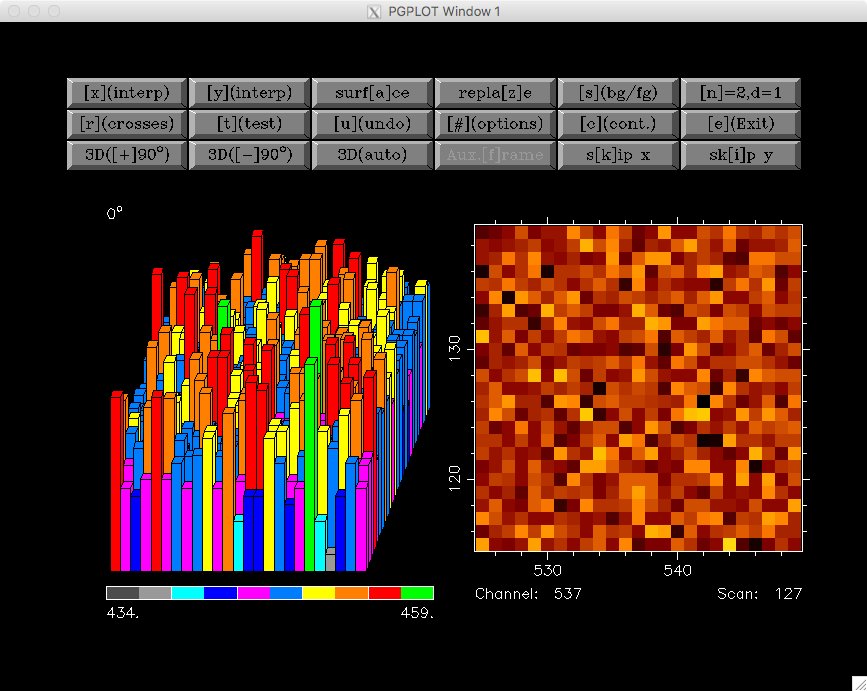 PGPLOT Window 1
[x](interp) [y](interp) surf[a]ce repla[z]e [s](bg/fg) [n]=2,d=1
[r](crosses) [t](test) [u](undo) [#](options) [c](cont.) [e](Exit)
3D([+]90°) 3D([−]90°) 3D(auto) Aux.[f]rame s[k]ip x sk[i]p y
0°
130
120
530 540
Channel: 537 Scan: 127
434. 459.